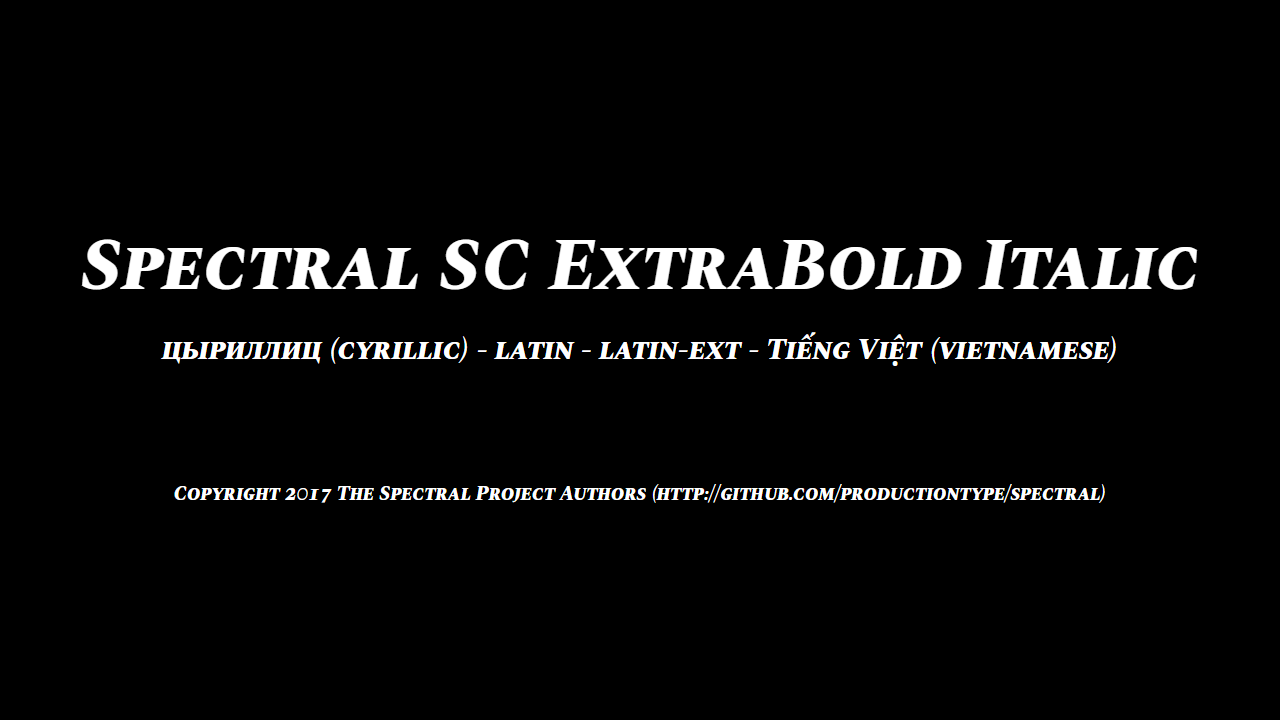 Spectral SC ExtraBold Italic
цыриллиц (cyrillic) - latin - latin-ext - Tiếng Việt (vietnamese)
Copyright 2017 The Spectral Project Authors (http://github.com/productiontype/spectral)